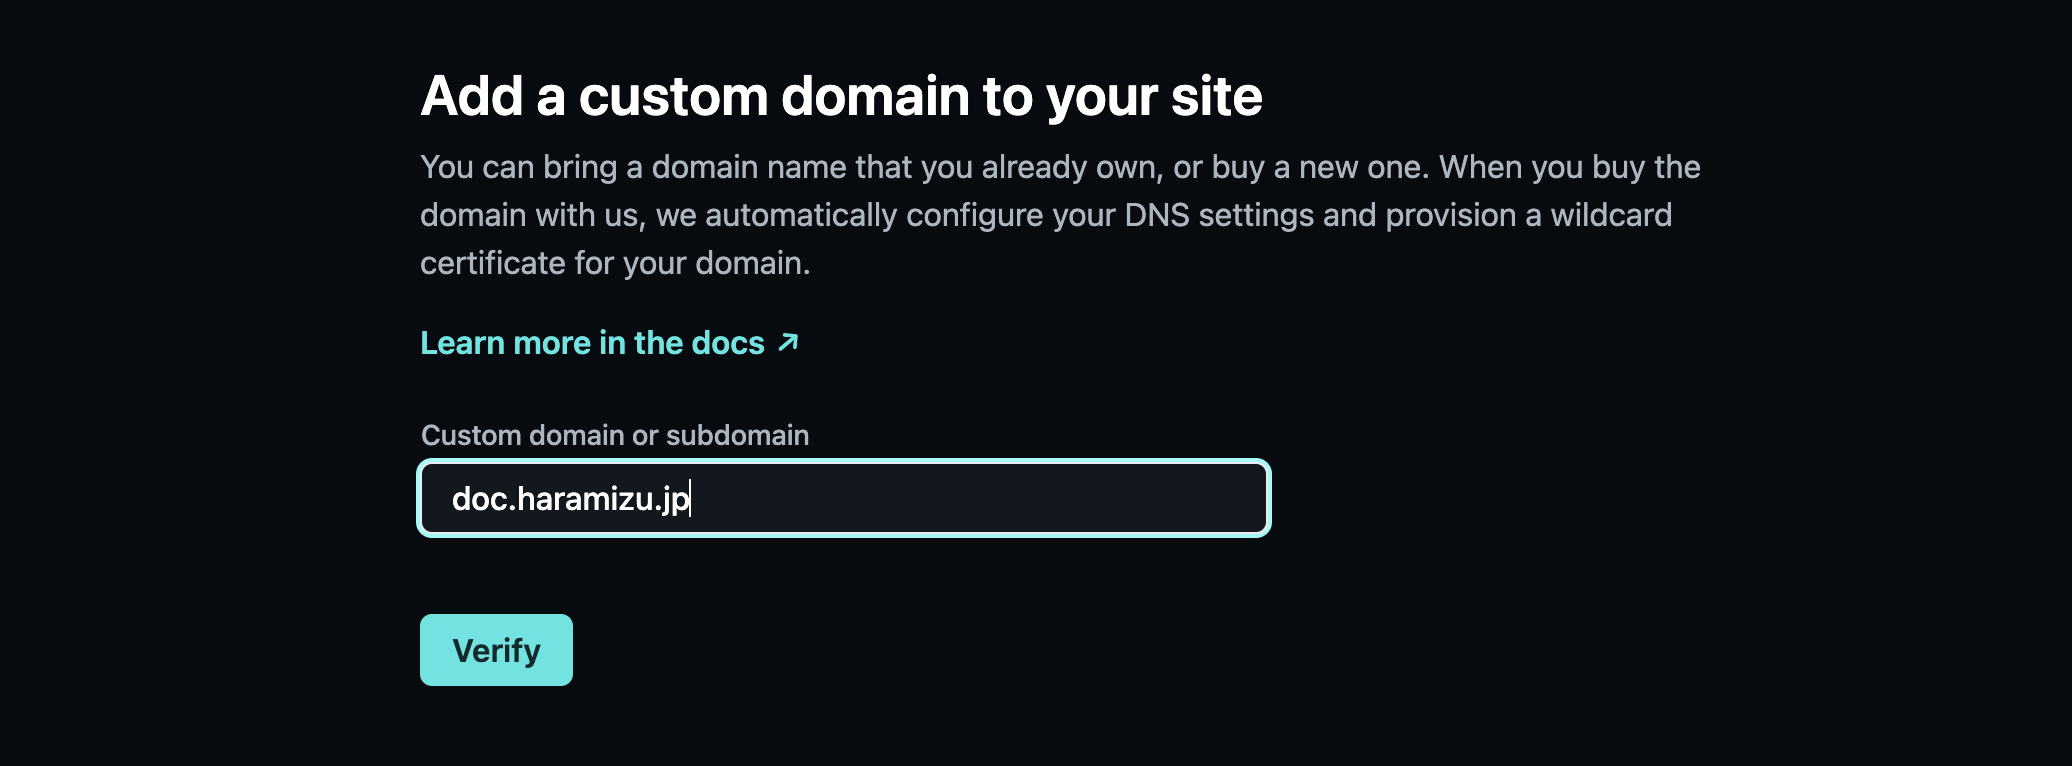 Add a custom domain to your site
You can bring a domain name that you already own, or buy a new one. When you buy the
domain with us, we automatically configure your DNS settings and provision a wildcard
certificate for your domain.
Learn more in the docs ↗
Custom domain or subdomain
doc.haramizu.jp
Verify